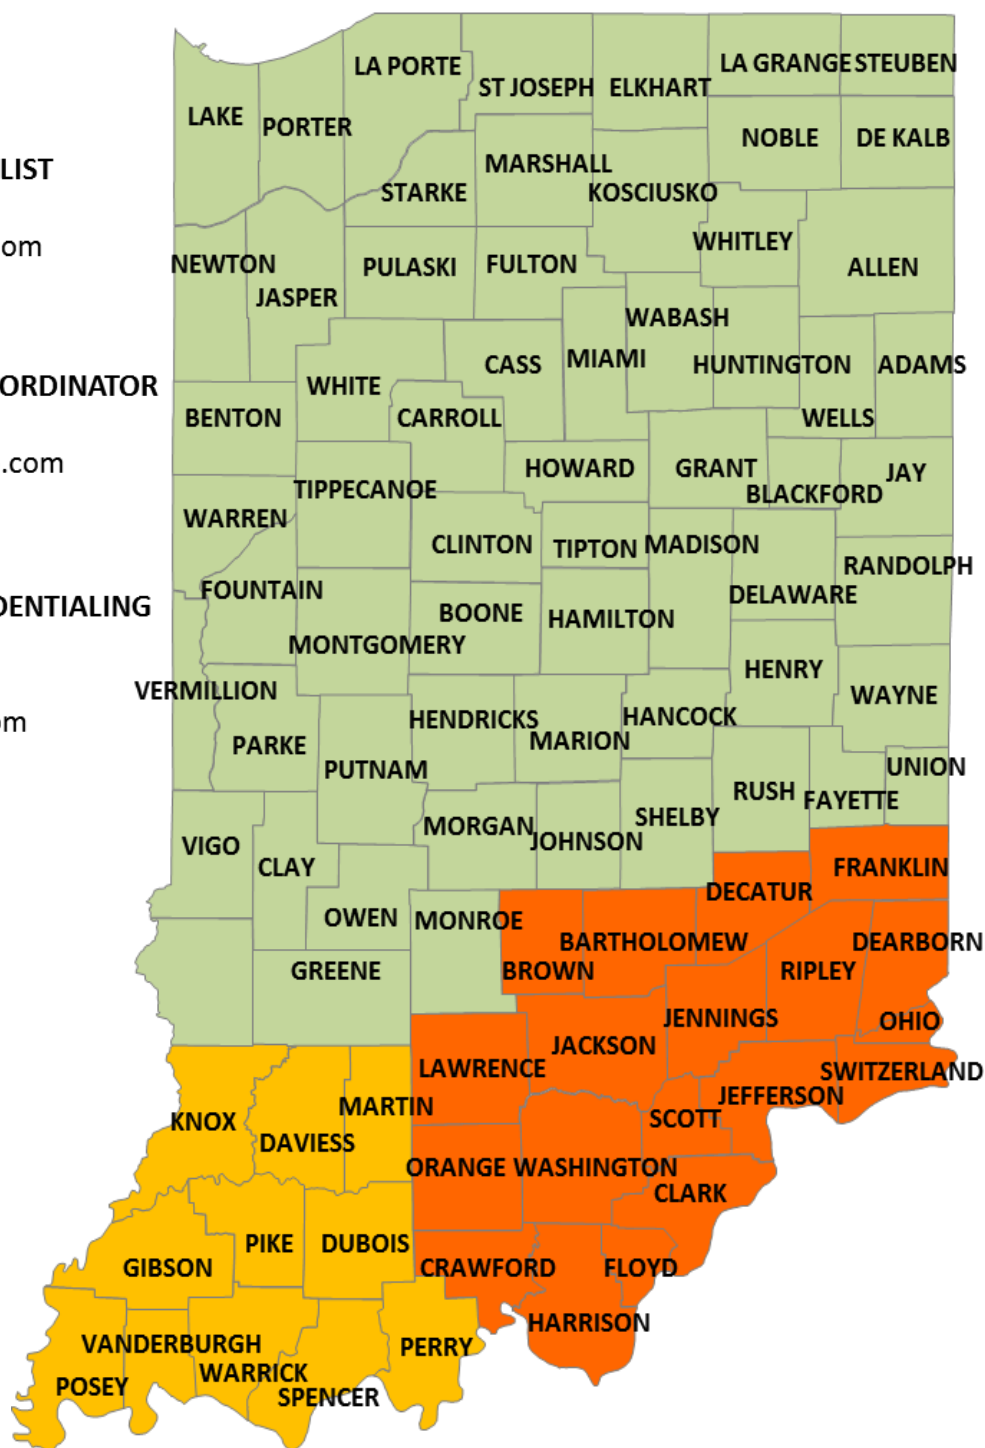 LA PORTE
LA GRANGE STEUBEN
ST JOSEPH ELKHART
LAKE PORTER
NOBLE DE KALB
LIST
MARSHALL
STARKE KOSCIUSKO
om
WHITLEY
NEWTON PULASKI FULTON ALLEN
JASPER
WABASH
CASS MIAMI HUNTINGTON ADAMS
ORDINATOR
WHITE
BENTON CARROLL WELLS
.com
HOWARD GRANT JAY
TIPPECANOE BLACKFORD
WARREN
CLINTON TIPTON MADISON
RANDOLPH
FOUNTAIN DELAWARE
DENTIALING
BOONE HAMILTON
MONTGOMERY
HENRY
VERMILLION WAYNE
om
HENDRICKS HANCOCK
PARKE MARION
PUTNAM UNION
RUSH FAYETTE
MORGAN SHELBY
VIGO JOHNSON
CLAY FRANKLIN
DECATUR
OWEN MONROE
BARTHOLOMEW DEARBORN
GREENE BROWN RIPLEY
JENNINGS OHIO
JACKSON
LAWRENCE SWITZERLAND
JEFFERSON
MARTIN
KNOX SCOTT
DAVIESS
ORANGE WASHINGTON
CLARK
PIKE DUBOIS
GIBSON CRAWFORD FLOYD
HARRISON
VANDERBURGH PERRY
WARRICK
POSEY SPENCER